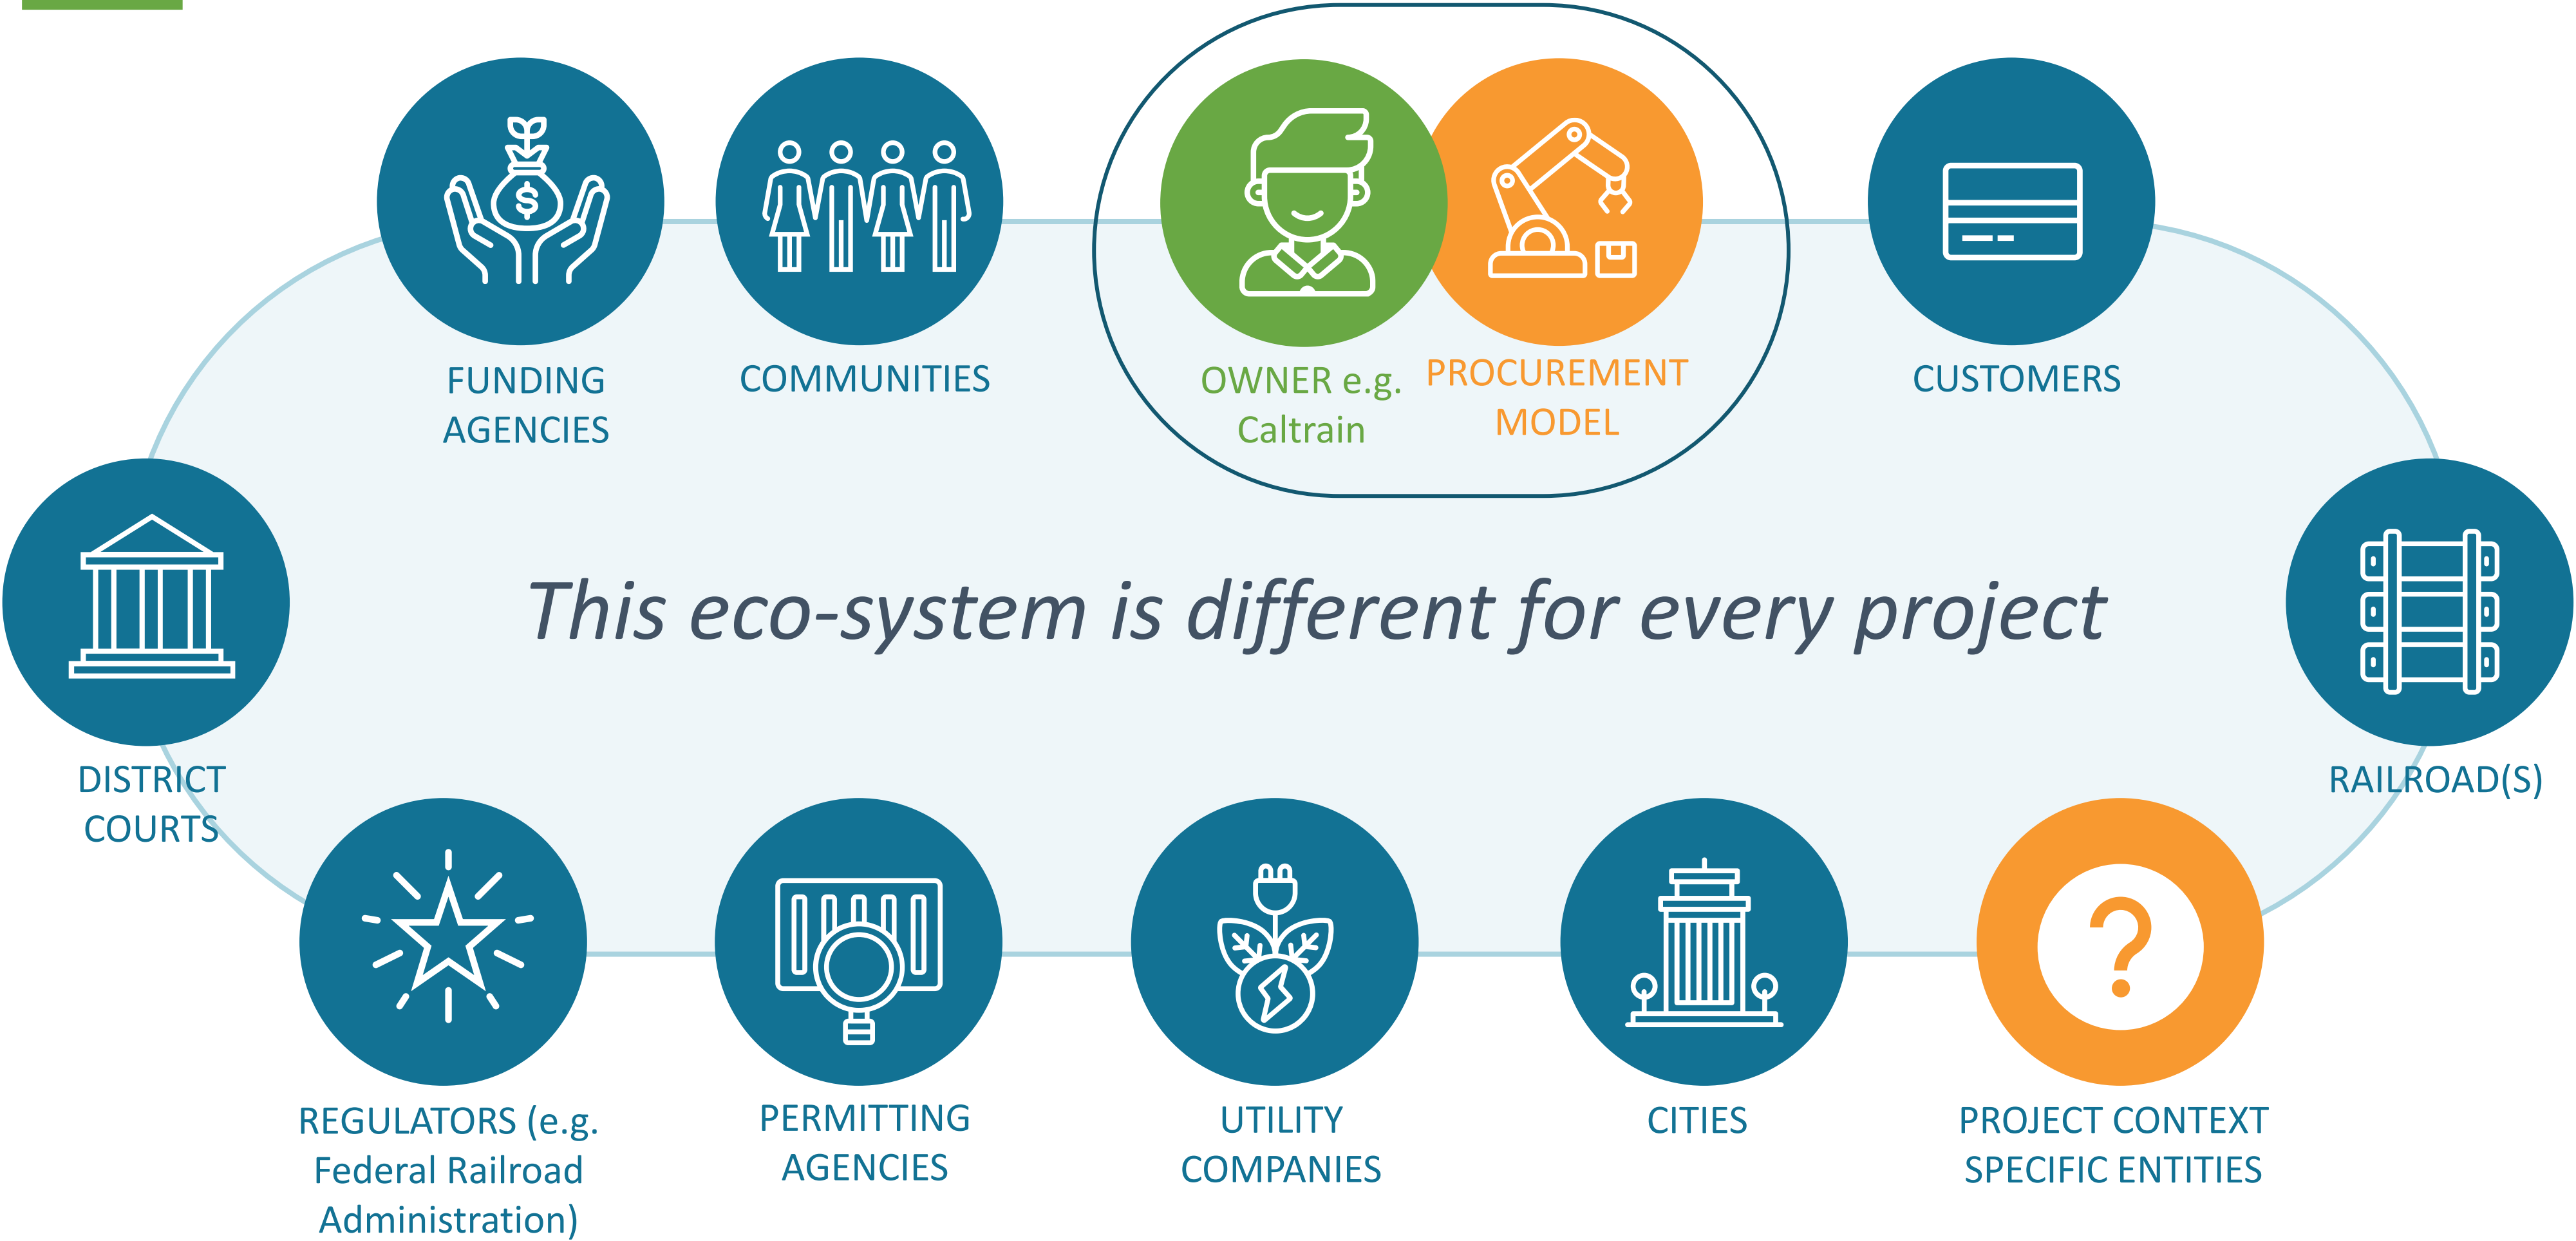 FUNDING
AGENCIES
COMMUNITIES
OWNER e.g.
Caltrain
PROCUREMENT
MODEL
CUSTOMERS
DISTRICT
COURTS
This eco-system is different for every project
RAILROAD(S)
REGULATORS (e.g.
Federal Railroad
Administration)
PERMITTING
AGENCIES
UTILITY
COMPANIES
CITIES
PROJECT CONTEXT
SPECIFIC ENTITIES